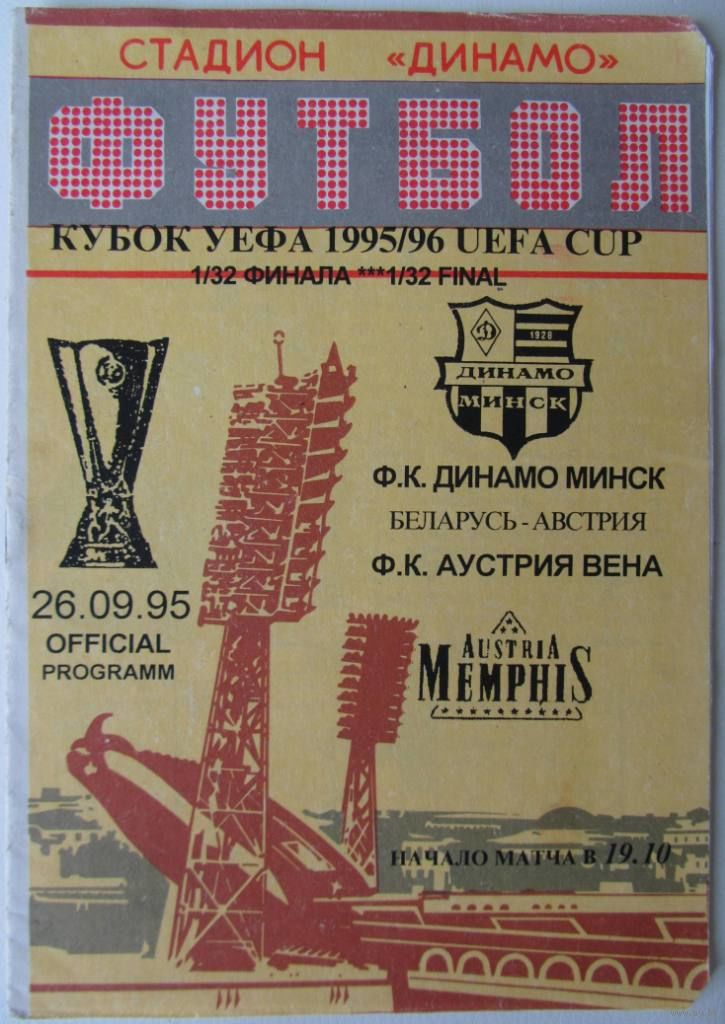 СТАДИОН «ДИНАМО»
ФУТБОЛ
КУБОК УЕФА 1995/96 UEFA CUP
1/32 ФИНАЛА ***1/32 FINAL
Д
1928
ДИНАМО
МИНСК
Ф.К. ДИНАМО МИНСК
БЕЛАРУСЬ - АВСТРИЯ
Ф.К. АУСТРИЯ ВЕНА
26.09.95
OFFICIAL
PROGRAMM
AUSTRIA
MEMPHIS
НАЧАЛО МАТЧА В 19.10